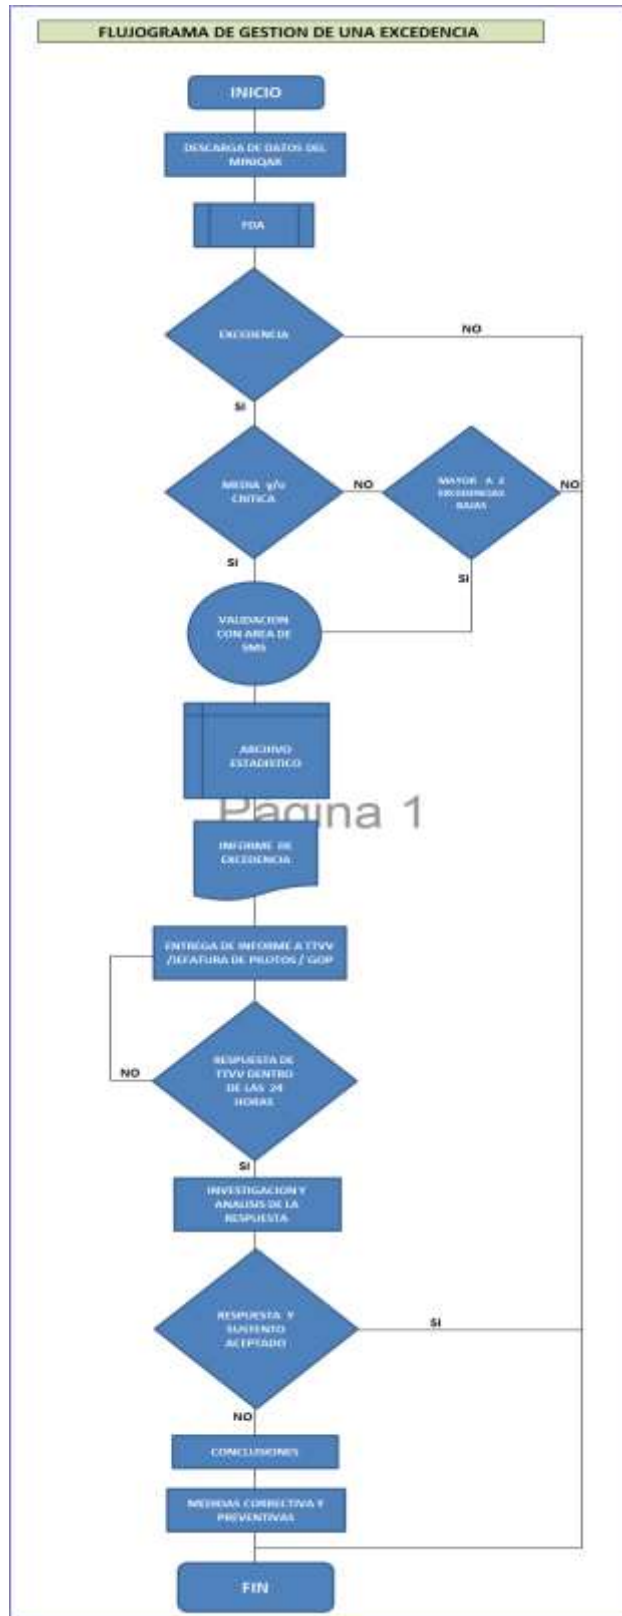 FLUJOGRAMA DE GESTION DE UNA EXCEDENCIA
INICIO
DESCARGA DE DATOS DEL
MINIQAR
FDA
EXCEDENCIA
NO
SI
MEDIA y/o
CRITICA
NO
MAYOR A
EXCEDENCIAS
BAJAS
NO
SI
SI
VALIDACION
CON AREA DE
SMS
ARCHIVO
ESTADISTICO
Página 1
INFORME DE
EXCEDENCIA
ENTREGA DE INFORME A TTVV
/JEFATURA DE PILOTOS / GOP
RESPUESTA DE
TTVV DENTRO
DE LAS 24
HORAS
NO
SI
INVESTIGACION Y
ANALISIS DE LA
RESPUESTA
RESPUESTA Y
SUSTENTO
ACEPTADO
SI
NO
CONCLUSIONES
MEDIDAS CORRECTIVA Y
PREVENTIVAS
FIN